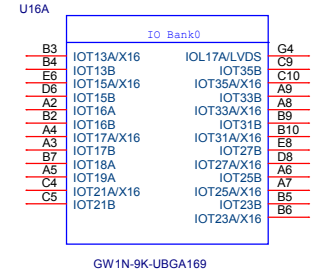 U16A
IO Bank0
B3 IOT13A/X16 IOL17A/LVDS G4
B4 IOT13B IOT35B C9
E6 IOT15A/X16 IOT35A/X16 C10
D6 IOT15B IOT33B A9
A2 IOT16A IOT33A/X16 A8
B2 IOT16B IOT31B B9
A4 IOT17A/X16 IOT31A/X16 B10
A3 IOT17B IOT27B E8
B7 IOT18A IOT27A/X16 D8
A5 IOT19A IOT25B A6
C4 IOT21A/X16 IOT25A/X16 A7
C5 IOT21B IOT23B B5
IOT23A/X16 B6
GW1N-9K-UBGA169